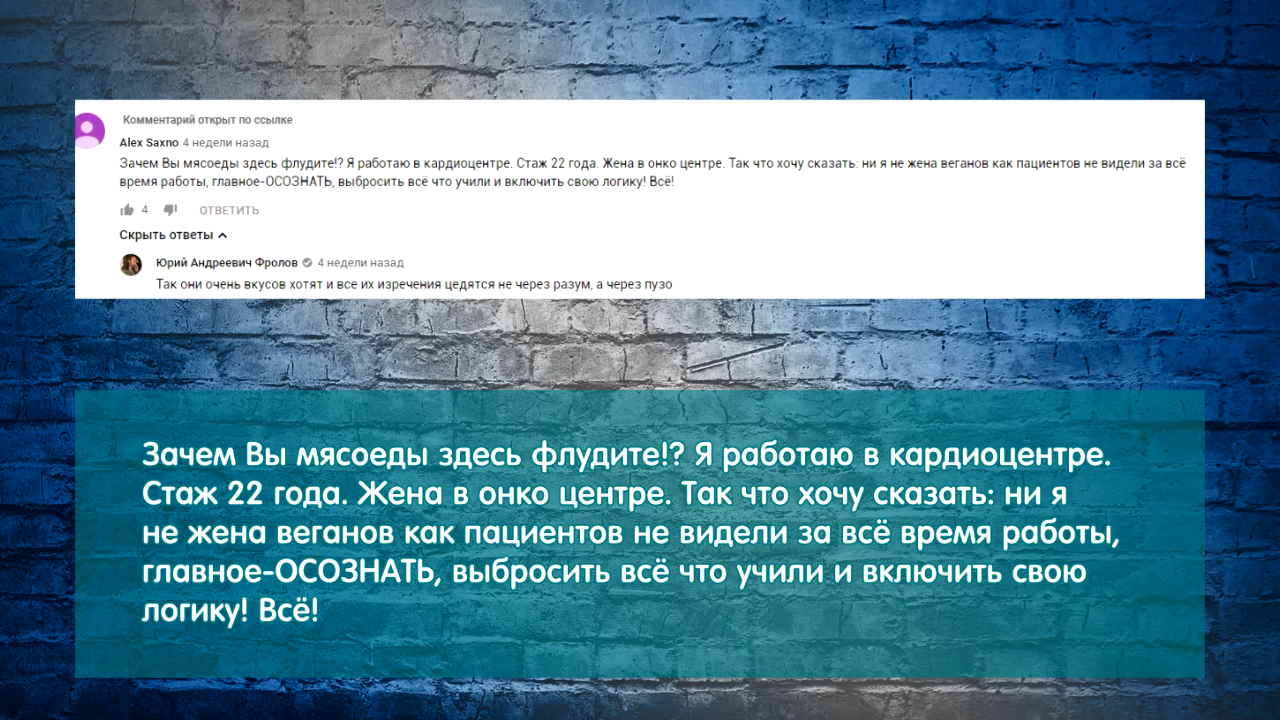 Комментарий открыт по ссылке
Alex Saxno 4 недели назад
Зачем Вы мясоеды здесь флудите!? Я работаю в кардиоцентре. Стаж 22 года. Жена в онко центре. Так что хочу сказать: ни я не жена веганов как пациентов не видели за всё
время работы, главное-ОСОЗНАТЬ, выбросить всё что учили и включить свою логику! Всё!
4 ОТВЕТИТЬ
Скрыть ответы
Юрий Андреевич Фролов 4 недели назад
Так они очень вкусов хотят и все их изречения цедятся не через разум, а через пузо
Зачем Вы мясоеды здесь флудите!? Я работаю в кардиоцентре.
Стаж 22 года. Жена в онко центре. Так что хочу сказать: ни я
не жена веганов как пациентов не видели за всё время работы,
главное-ОСОЗНАТЬ, выбросить всё что учили и включить свою
логику! Всё!